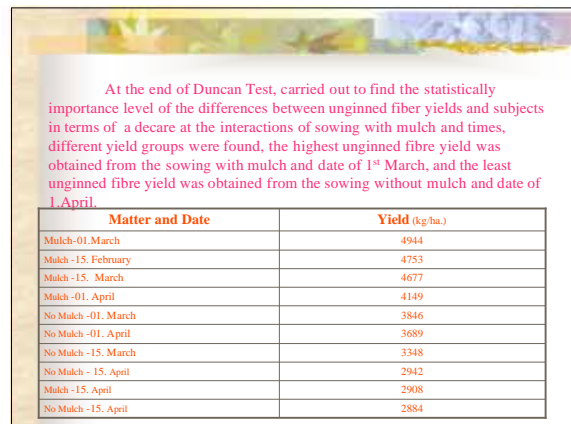 At the end of Duncan Test, carried out to find the statistically
importance level of the differences between unginned fiber yields and subjects
in terms of a decare at the interactions of sowing with mulch and times,
different yield groups were found, the highest unginned fibre yield was
obtained from the sowing with mulch and date of 1st March, and the least
unginned fibre yield was obtained from the sowing without mulch and date of
1.April.
Matter and Date Yield (kg/ha.)
Mulch-01.March 4944
Mulch -15. February 4753
Mulch -15. March 4677
Mulch -01. April 4149
No Mulch -01. March 3846
No Mulch -01. April 3689
No Mulch -15. March 3348
No Mulch - 15. April 2942
Mulch -15. April 2908
No Mulch -15. April 2884